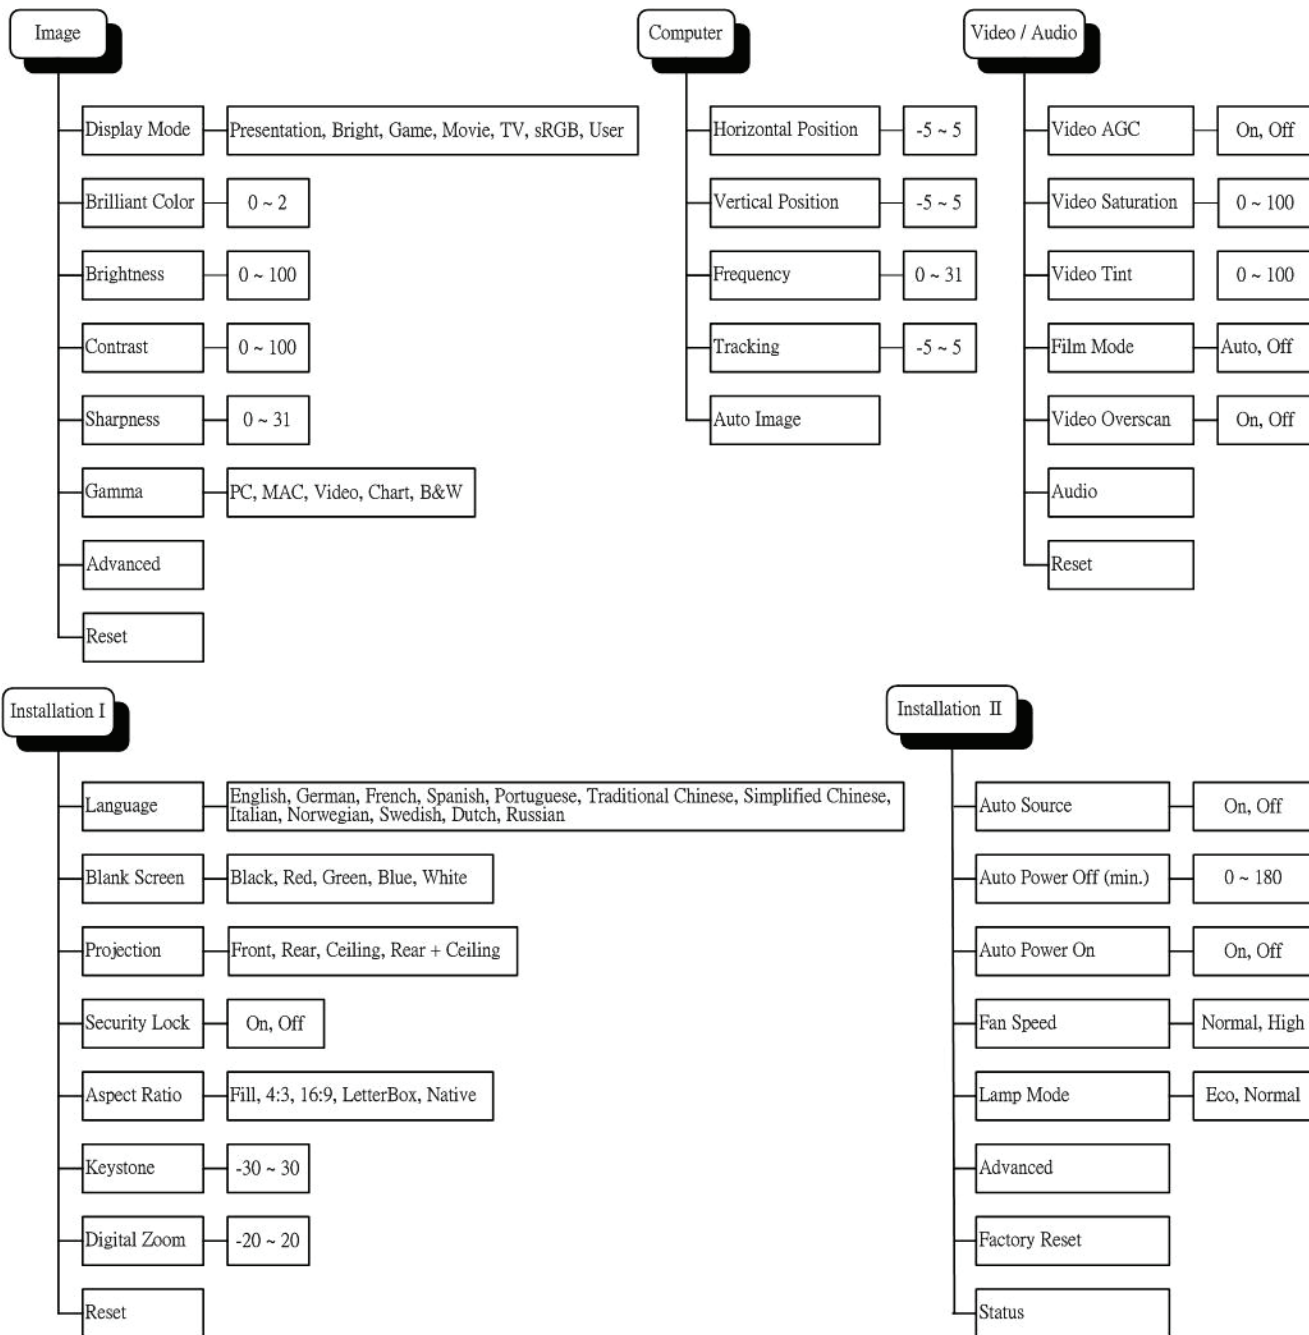 Image
Display Mode
Presentation, Bright, Game, Movie, TV, sRGB, User
Brilliant Color
0 ~ 2
Brightness
0 ~ 100
Contrast
0 ~ 100
Sharpness
0 ~ 31
Gamma
PC, MAC, Video, Chart, B&W
Advanced
Reset
Computer
Horizontal Position
-5 ~ 5
Vertical Position
-5 ~ 5
Frequency
0 ~ 31
Tracking
-5 ~ 5
Auto Image
Video / Audio
Video AGC
On, Off
Video Saturation
0 ~ 100
Video Tint
0 ~ 100
Film Mode
Auto, Off
Video Overscan
On, Off
Audio
Reset
Installation I
Language
English, German, French, Spanish, Portuguese, Traditional Chinese, Simplified Chinese,
Italian, Norwegian, Swedish, Dutch, Russian
Blank Screen
Black, Red, Green, Blue, White
Projection
Front, Rear, Ceiling, Rear + Ceiling
Security Lock
On, Off
Aspect Ratio
Fill, 4:3, 16:9, LetterBox, Native
Keystone
-30 ~ 30
Digital Zoom
-20 ~ 20
Reset
Installation II
Auto Source
On, Off
Auto Power Off (min.)
0 ~ 180
Auto Power On
On, Off
Fan Speed
Normal, High
Lamp Mode
Eco, Normal
Advanced
Factory Reset
Status